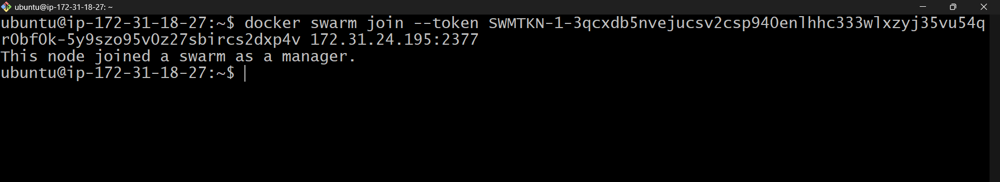 ubuntu@ip-172-31-18-27: ~
ubuntu@ip-172-31-18-27:~$ docker swarm join --token SWMTKN-1-3qcxdb5nvejucsv2csp940enlhhc333wlxzyj35vu54q
r0bf0k-5y9szo95v0z27sbircs2dxp4v 172.31.24.195:2377
This node joined a swarm as a manager.
ubuntu@ip-172-31-18-27:~$